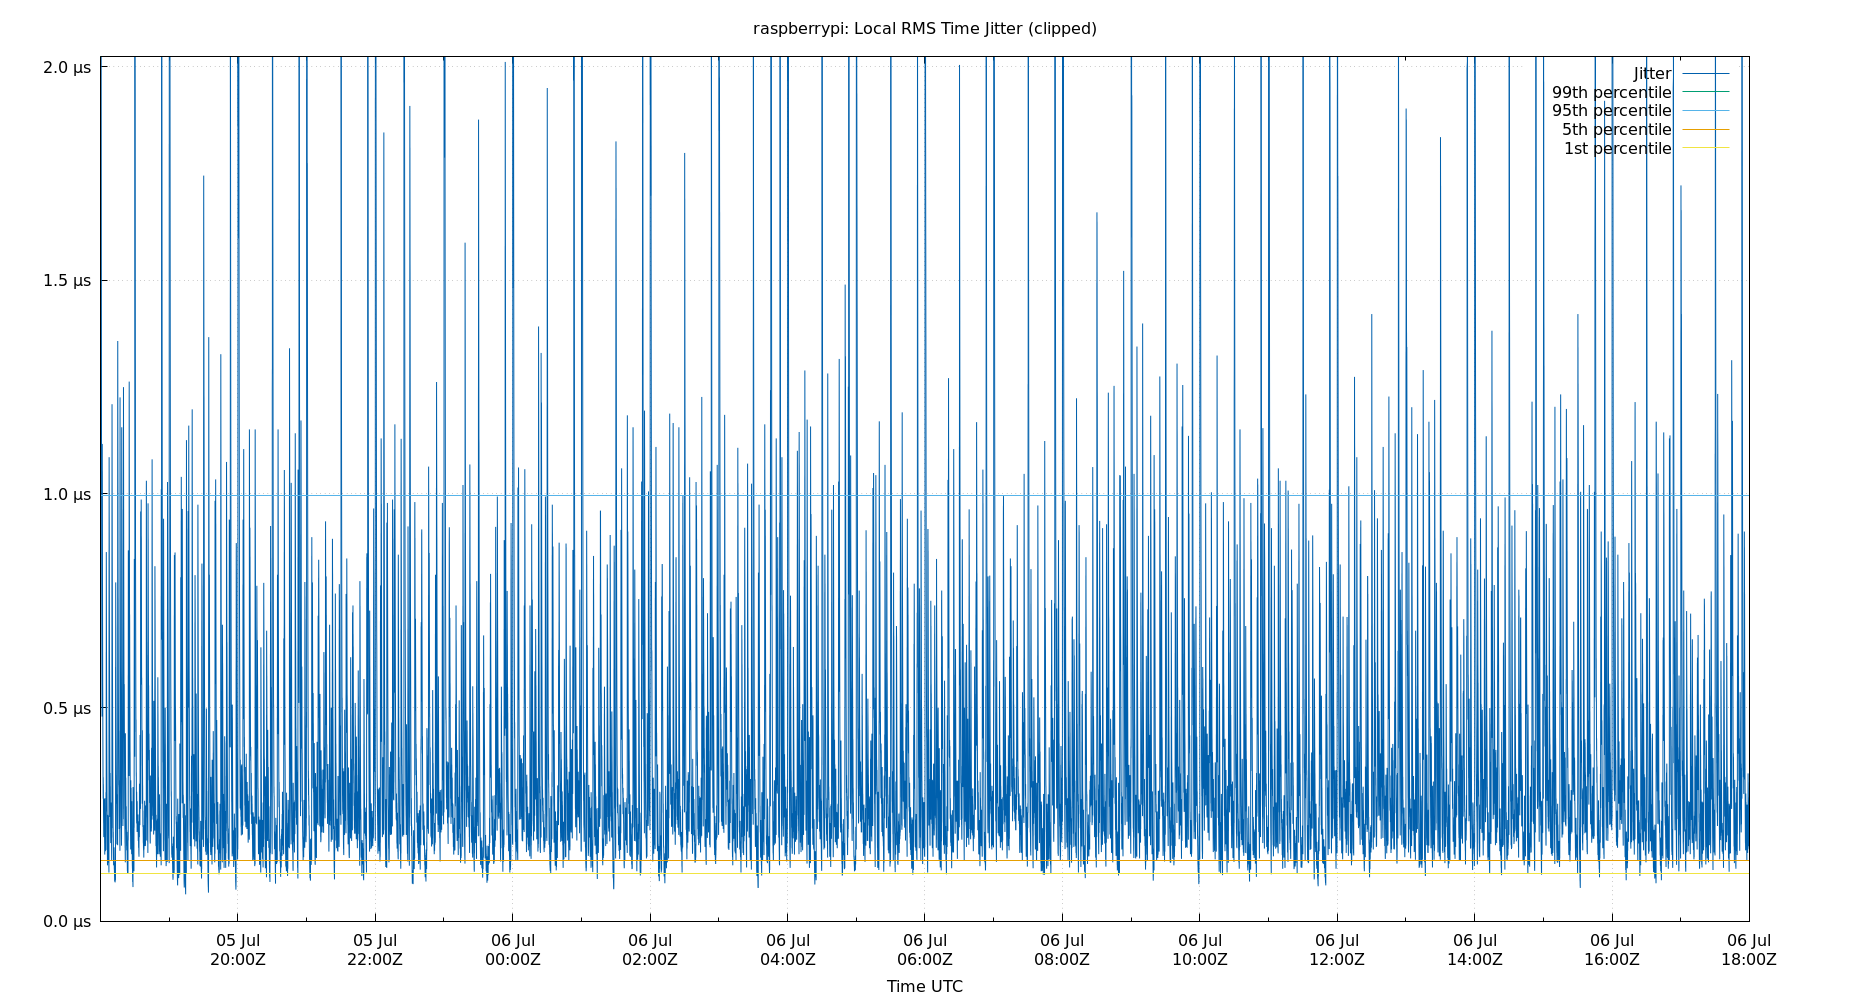 raspberrypi: Local RMS Time Jitter (clipped)
2.0 µs
1.5 µs
1.0 µs
0.5 µs
0.0 µs
Jitter
99th percentile
95th percentile
5th percentile
1st percentile
05 Jul 05 Jul 06 Jul 06 Jul 06 Jul 06 Jul 06 Jul 06 Jul 06 Jul 06 Jul 06 Jul 06 Jul
20:00Z 22:00Z 00:00Z 02:00Z 04:00Z 06:00Z 08:00Z 10:00Z 12:00Z 14:00Z 16:00Z 18:00Z
Time UTC